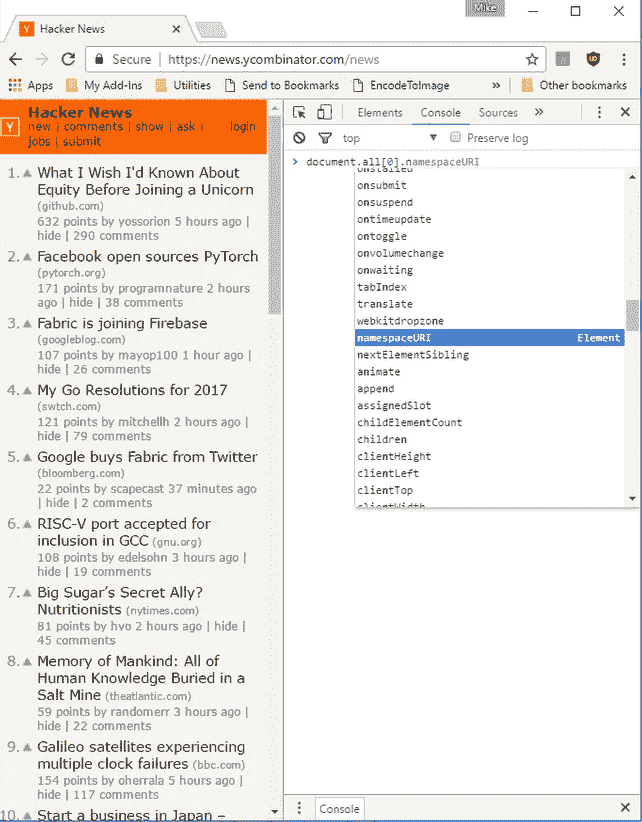 Mike
Hacker News
Secure https://news.ycombinator.com/news
Apps My Add-Ins Utilities Send to Bookmarks EncodeToImage » Other bookmarks
Y Hacker News
new | comments | show | ask | login
jobs | submit
1. What I Wish I'd Known About
Equity Before Joining a Unicorn
(github.com)
632 points by yossorion 5 hours ago |
hide | 290 comments
2. Facebook open sources PyTorch
(pytorch.org)
171 points by programnature 2 hours
ago | hide | 38 comments
3. Fabric is joining Firebase
(googleblog.com)
107 points by mayop100 1 hour ago |
hide | 26 comments
4. My Go Resolutions for 2017
(swtch.com)
121 points by mitchellh 2 hours ago |
hide | 79 comments
5. Google buys Fabric from Twitter
(bloomberg.com)
22 points by scapecast 37 minutes ago
| hide | 2 comments
6. RISC-V port accepted for
inclusion in GCC (gnu.org)
108 points by edelsohn 3 hours ago |
hide | 19 comments
7. Big Sugar's Secret Ally?
Nutritionists (nytimes.com)
81 points by hvo 2 hours ago | hide |
45 comments
8. Memory of Mankind: All of
Human Knowledge Buried in a
Salt Mine (theatlantic.com)
59 points by randomerr 3 hours ago |
hide | 22 comments
9. Galileo satellites experiencing
multiple clock failures (bbc.com)
154 points by oherrala 5 hours ago |
hide | 117 comments
10. Start a business in Japan –
Elements Console Sources »
top Preserve log
> document.all[0].namespaceURI
oninstalled
onsubmit
onsuspend
ontimeupdate
ontoggle
onvolumechange
onwaiting
tabIndex
translate
webkitdropzone
namespaceURI Element
nextElementSibling
animate
append
assignedSlot
childElementCount
children
clientHeight
clientLeft
clientTop
clientWidth
Console